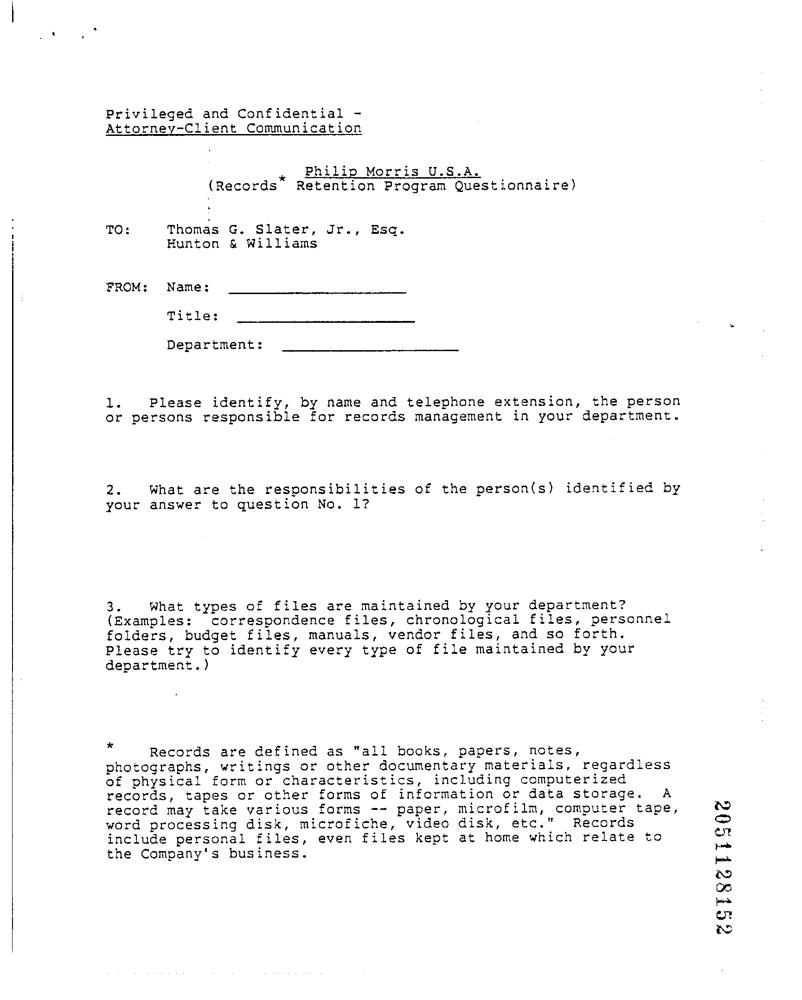 Privileged and Confidential -
Attorney-Client Communication
Philip Morris U.S.A.
(Records* Retention Program Questionnaire)
TO: Thomas G. Slater, Jr., Esq.
Hunton & Williams
FROM: Name: ____________________
Title: ____________________
Department: ____________________
1. Please identify, by name and telephone extension, the person
or persons responsible for records management in your department.
2. What are the responsibilities of the person(s) identified by
your answer to question No. 1?
3. What types of files are maintained by your department?
(Examples: correspondence files, chronological files, personnel
folders, budget files, manuals, vendor files, and so forth.
Please try to identify every type of file maintained by your
department.)
* Records are defined as "all books, papers, notes,
photographs, writings or other documentary materials, regardless
of physical form or characteristics, including computerized
records, tapes or other forms of information or data storage. A
record may take various forms -- paper, microfilm, computer tape,
word processing disk, microfiche, video disk, etc." Records
include personal files, even files kept at home which relate to
the Company's business.
2051128152